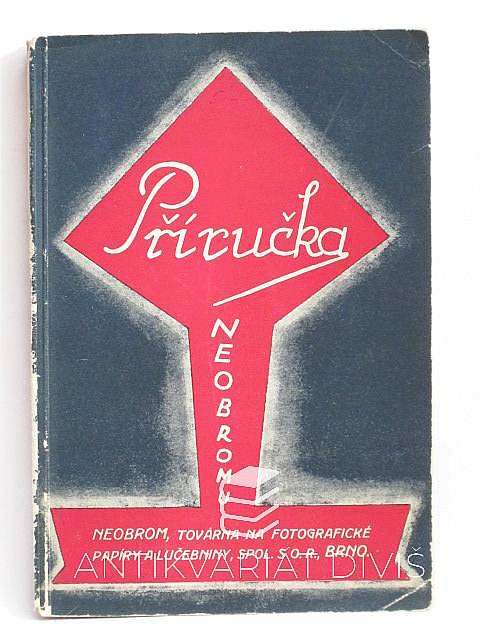 Příručka
NEOBROMU
NEOBROM, TOVÁRNA NA FOTOGRAFICKÉ
PAPÍRY A LUČEBNINY, SPOL. S.O.R., BRNO.
ANTIKVARIÁT DIVIŠ